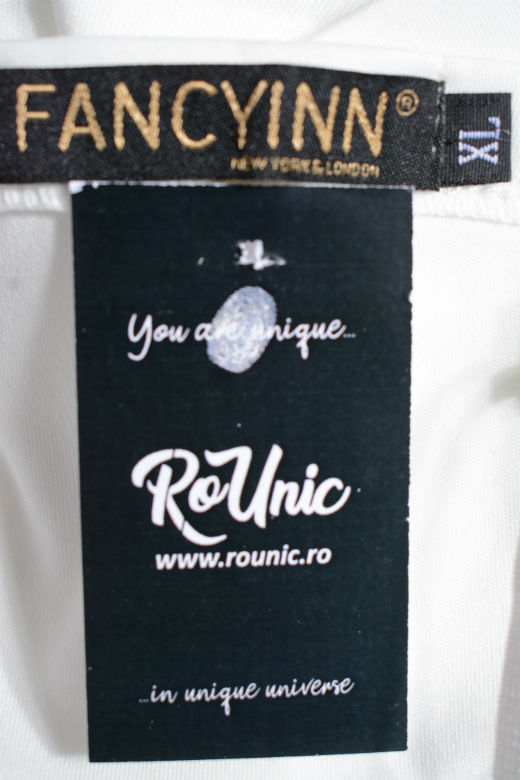 FANCYINN®
NEW YORK & LONDON
XL
You are unique...
RoUnic
www.rounic.ro
...in unique universe